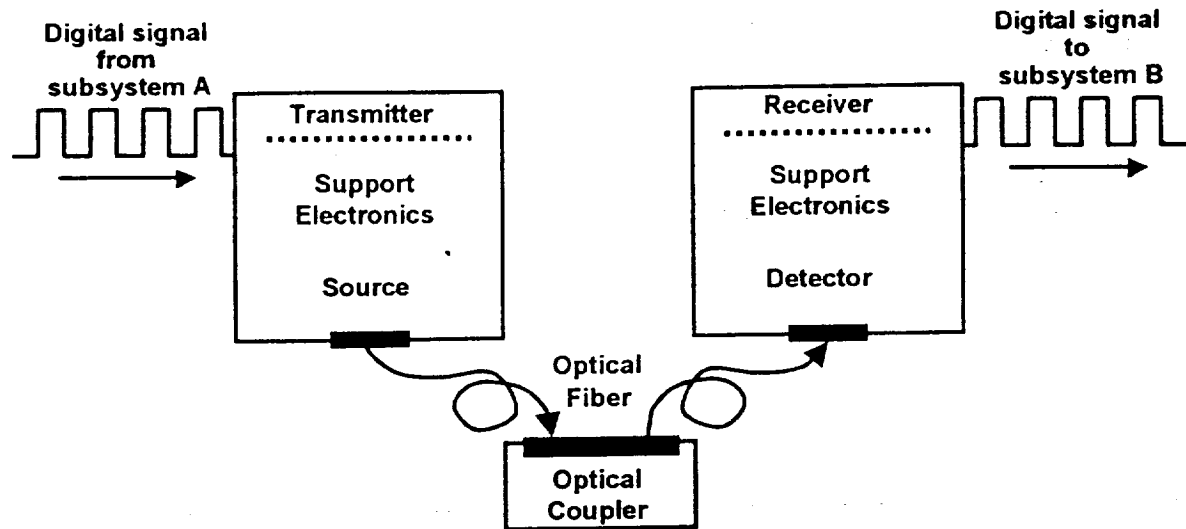 Digital signal
from
subsystem A
Transmitter
Support
Electronics
Source
Optical
Fiber
Optical
Coupler
Receiver
Support
Electronics
Detector
Digital signal
to
subsystem B